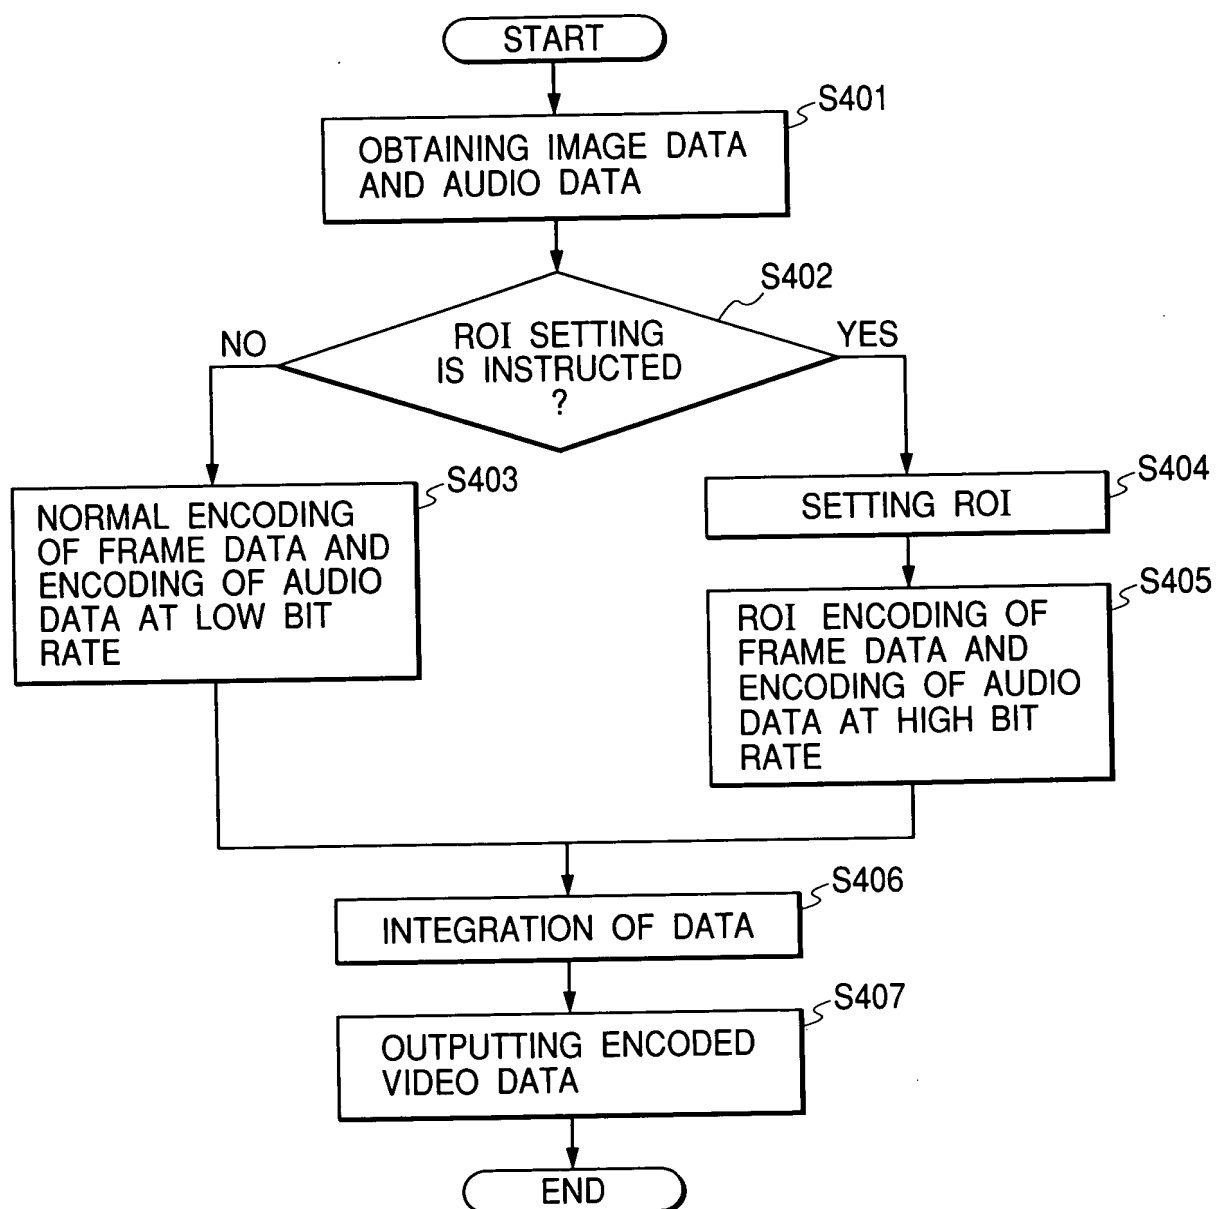 START
S401
OBTAINING IMAGE DATA
AND AUDIO DATA
S402
ROI SETTING
IS INSTRUCTED
?
NO
YES
S403
NORMAL ENCODING
OF FRAME DATA AND
ENCODING OF AUDIO
DATA AT LOW BIT
RATE
S404
SETTING ROI
S405
ROI ENCODING OF
FRAME DATA AND
ENCODING OF AUDIO
DATA AT HIGH BIT
RATE
S406
INTEGRATION OF DATA
S407
OUTPUTTING ENCODED
VIDEO DATA
END